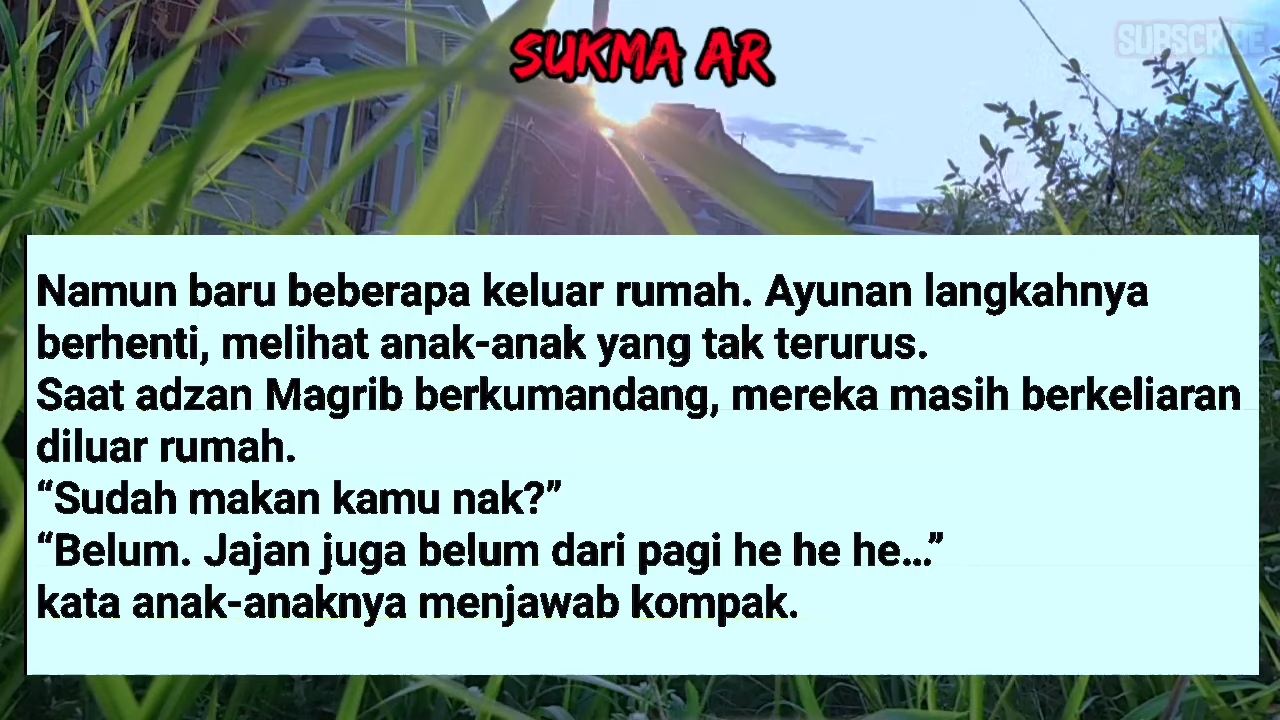 SUKMA AR
SUBSCRIBE
Namun baru beberapa keluar rumah. Ayunan langkahnya
berhenti, melihat anak-anak yang tak terurus.
Saat adzan Magrib berkumandang, mereka masih berkeliaran
diluar rumah.
“Sudah makan kamu nak?”
“Belum. Jajan juga belum dari pagi he he he...”
kata anak-anaknya menjawab kompak.